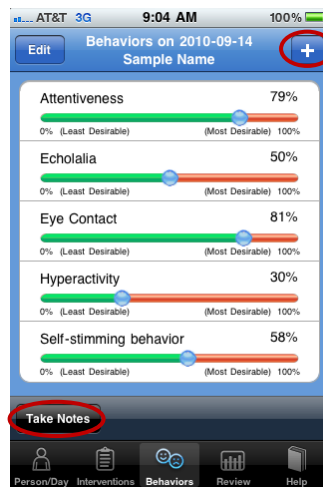 AT&T 3G 9:04 AM 100%
Edit
Behaviors on 2010-09-14
Sample Name
+
Attentiveness 79%
0% (Least Desirable) (Most Desirable) 100%
Echolalia 50%
0% (Least Desirable) (Most Desirable) 100%
Eye Contact 81%
0% (Least Desirable) (Most Desirable) 100%
Hyperactivity 30%
0% (Least Desirable) (Most Desirable) 100%
Self-stimming behavior 58%
0% (Least Desirable) (Most Desirable) 100%
Take Notes
Person/Day Interventions Behaviors Review Help